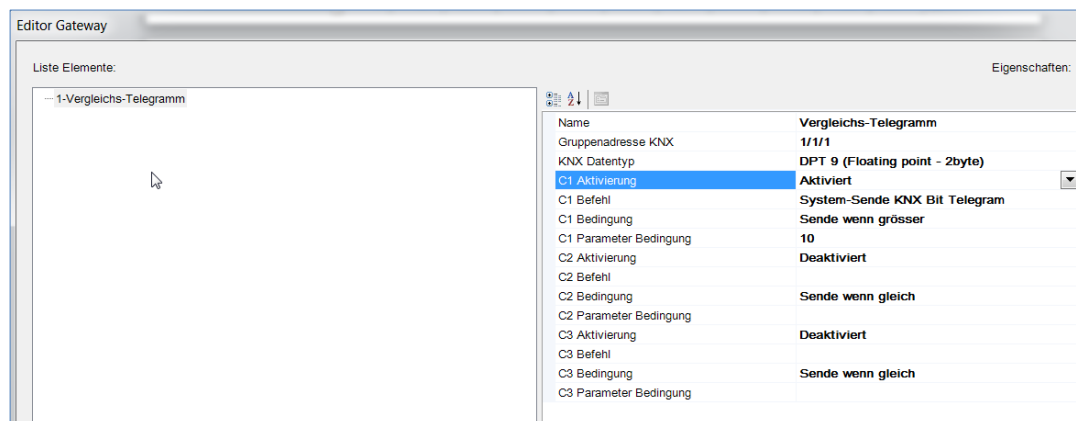 Editor Gateway
Liste Elemente:
Eigenschaften:
1-Vergleichs-Telegramm
Name Vergleichs-Telegramm
Gruppenadresse KNX 1/1/1
KNX Datentyp DPT 9 (Floating point - 2byte)
C1 Aktivierung Aktiviert
C1 Befehl System-Sende KNX Bit Telegram
C1 Bedingung Sende wenn grösser
C1 Parameter Bedingung 10
C2 Aktivierung Deaktiviert
C2 Befehl
C2 Bedingung Sende wenn gleich
C2 Parameter Bedingung
C3 Aktivierung Deaktiviert
C3 Befehl
C3 Bedingung Sende wenn gleich
C3 Parameter Bedingung